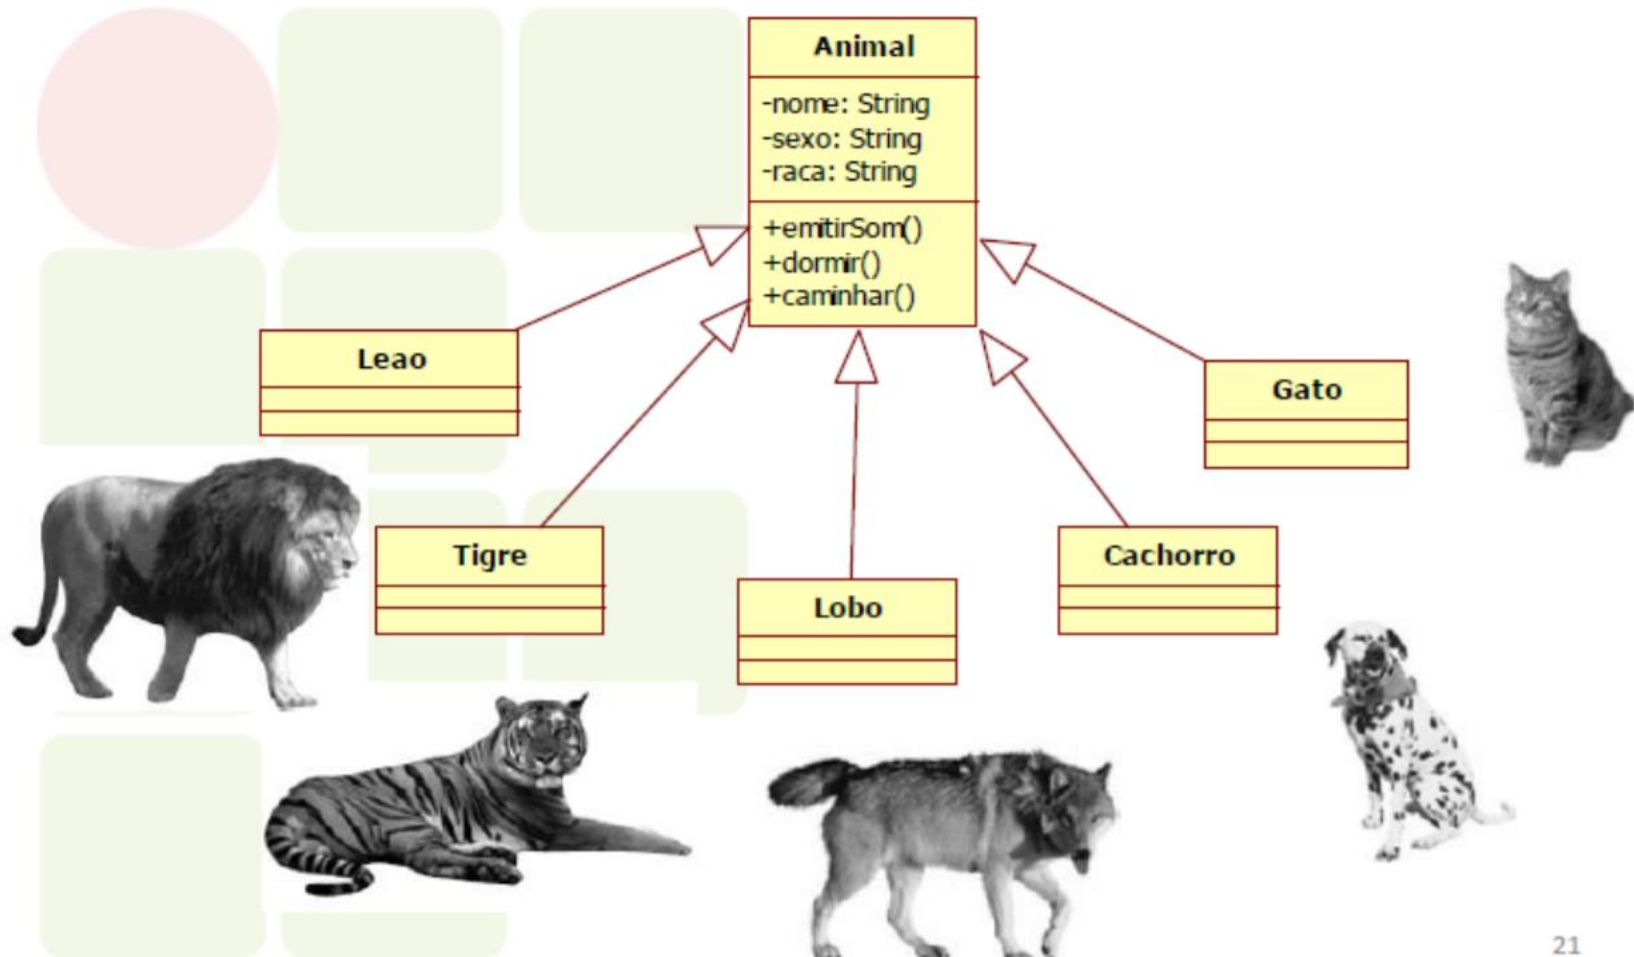 Animal
-nome: String
-sexo: String
-raca: String
+emitirSom()
+dormir()
+caminhar()
Leao
Gato
Tigre
Cachorro
Lobo
21